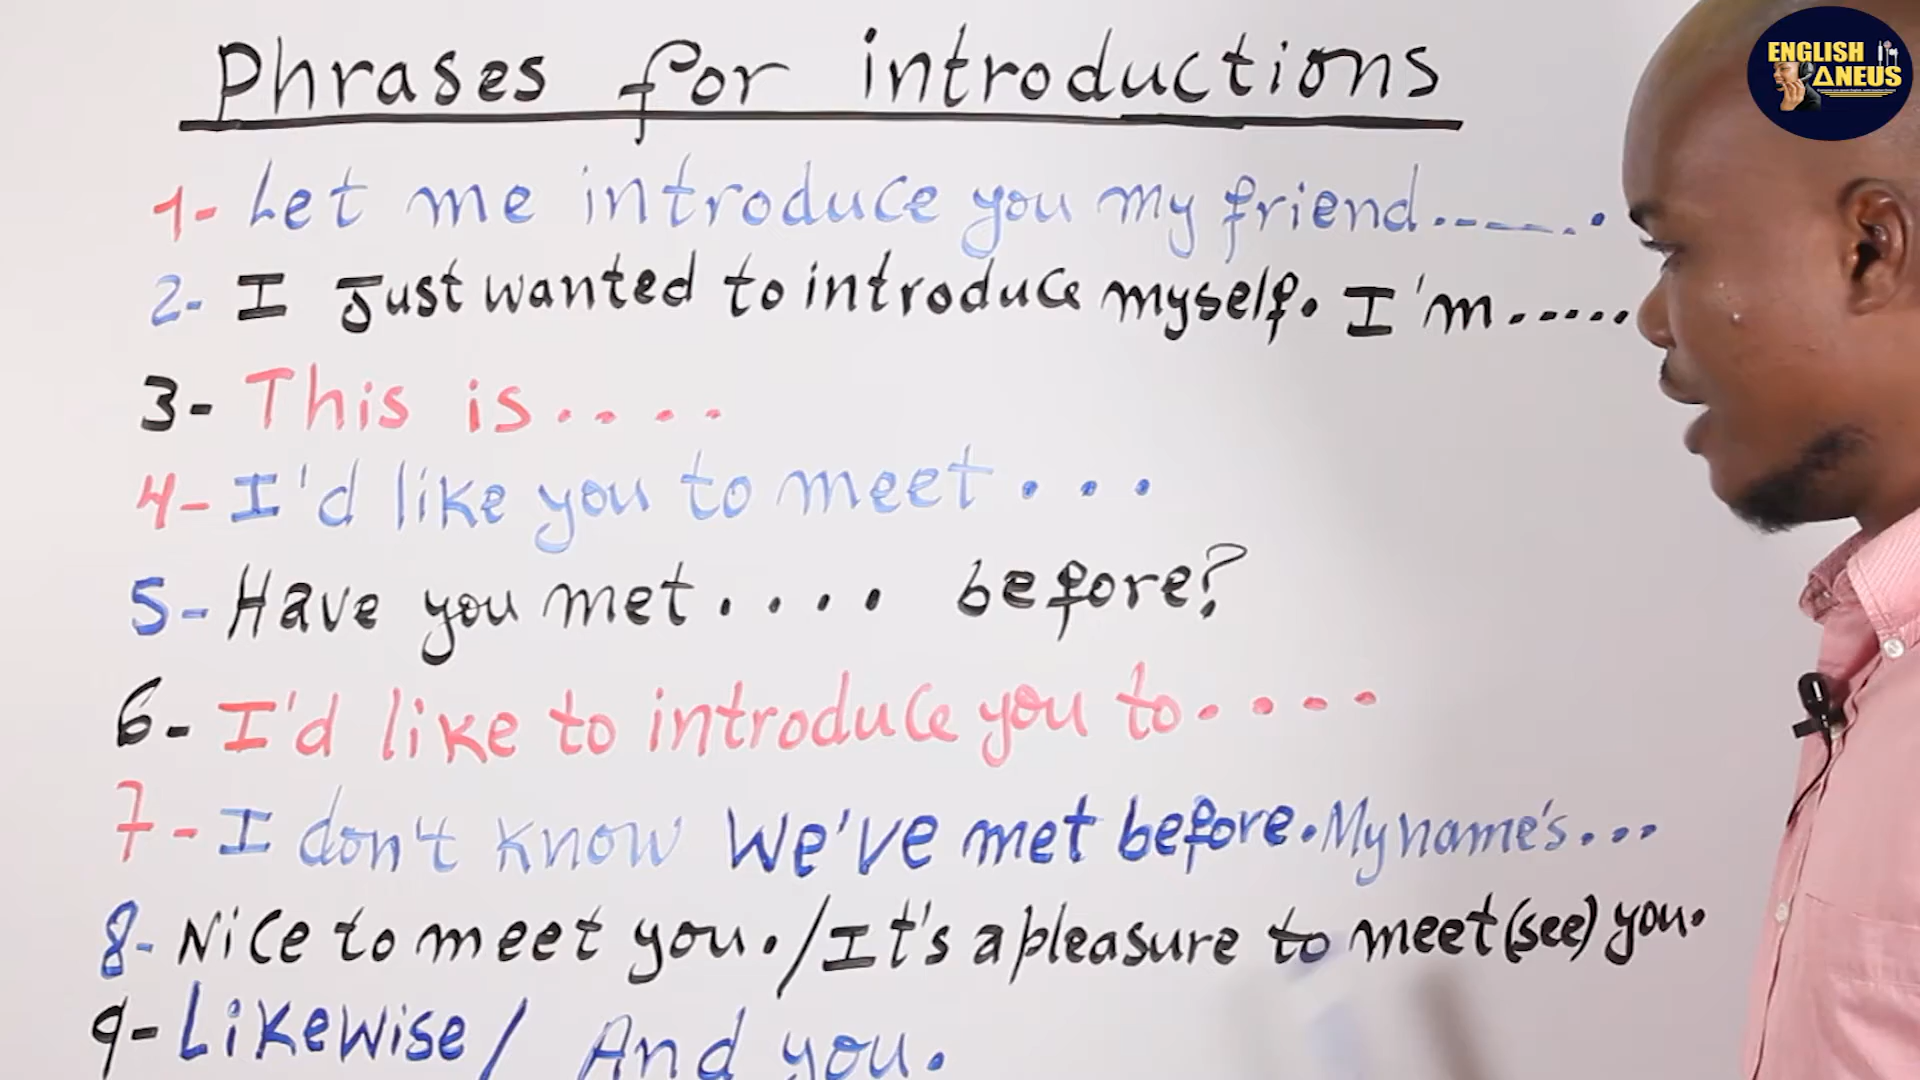 Phrases for introductions
1- Let me introduce you my friend.........
2- I Just wanted to introduce myself. I'm......
3- This is....
4- I'd like you to meet...
5- Have you met.... before?
6- I'd like to introduce you to....
7- I don't know we've met before. My name's...
8- Nice to meet you./It's a pleasure to meet(see) you.
9- Likewise/ And you.
ENGLISH
ANEUS